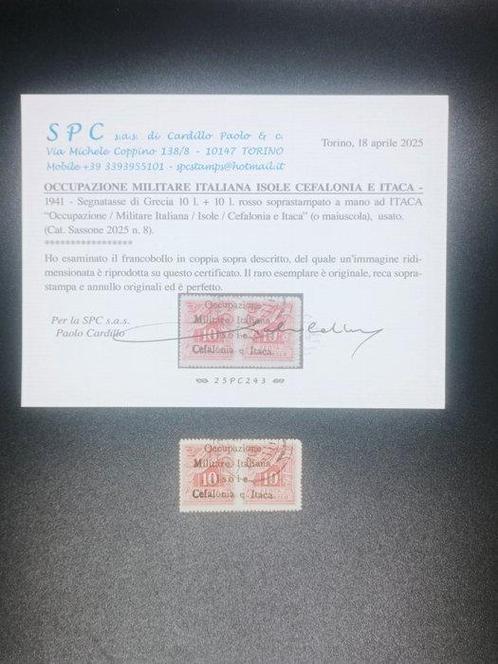 S P C s.a.s. di Cardillo Paolo & c.
Via Michele Coppino 138/8 - 10147 TORINO
Mobile +39 3393955101 - spcstamps@hotmail.it
Torino, 18 aprile 2025
OCCUPAZIONE MILITARE ITALIANA ISOLE CEFALONIA E ITACA -
1941 - Segnatasse di Grecia 10 l. + 10 l. rosso soprastampato a mano ad ITACA
“Occupazione / Militare Italiana / Isole / Cefalonia e Itaca” (o maiuscola), usato.
(Cat. Sassone 2025 n. 8).
*****************
Ho esaminato il francobollo in coppia sopra descritto, del quale un'immagine ridi-
mensionata è riprodotta su questo certificato. Il raro esemplare è originale, reca sopra-
stampa e annullo originali ed è perfetto.
Per la SPC s.a.s.
Paolo Cardillo
Occupazione
Militare Italiana
10 isole 10
Cefalonia e Itaca.
25PC243
Occupazione
Militare Italiana
10 isole 10
Cefalonia e Itaca.